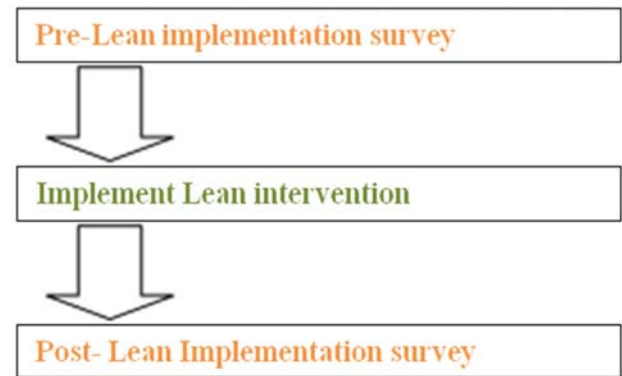 Pre-Lean implementation survey
Implement Lean intervention
Post- Lean Implementation survey